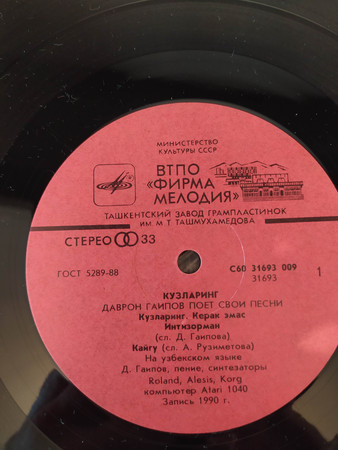 МИНИСТЕРСТВО
КУЛЬТУРЫ СССР
ВТПО
«ФИРМА
МЕЛОДИЯ»
ТАШКЕНТСКИЙ ЗАВОД ГРАМПЛАСТИНОК
ИМ. М. Т. ТАШМУХАМЕДОВА
СТЕРЕО 33
ГОСТ 5289-88
С60 31693 009
31693
1
КУЗЛАРИНГ
ДАВРОН ГАИПОВ ПОЕТ СВОИ ПЕСНИ
Кузларинг. Керак эмас
Интизорман
(сл. Д. Гаипова)
Кайгу (сл. А. Рузиметова)
На узбекском языке
Д. Гаипов, пение, синтезаторы
Roland, Alesis, Korg
компьютер Atari 1040
Запись 1990 г.